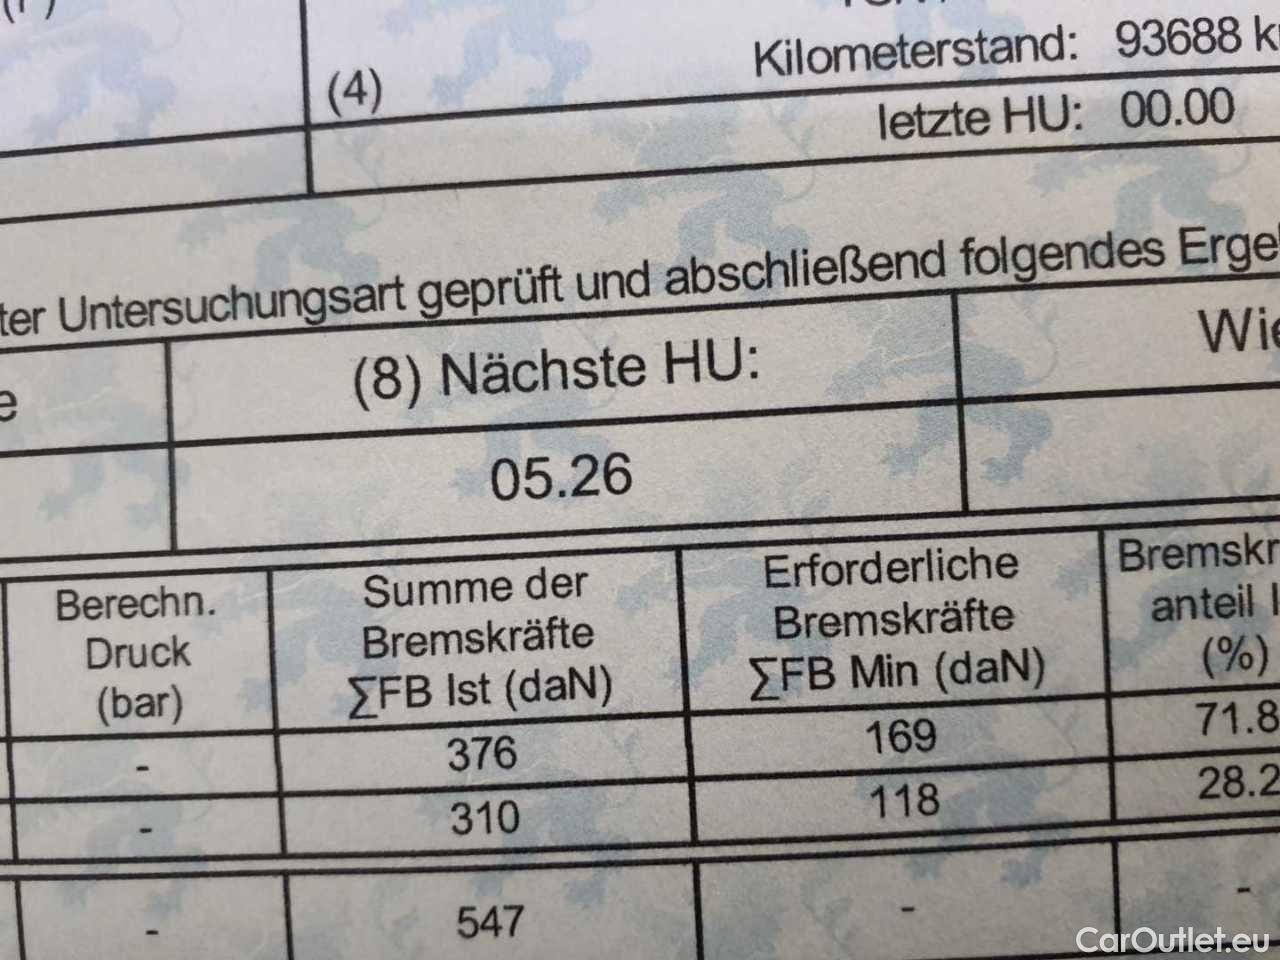 Kilometerstand: 93688
(4)
letzte HU: 00.00
Untersuchungsart geprüft und abschließend folgendes
(8) Nächste HU:
05.26
Berechn. Druck (bar)
Summe der Bremskräfte ∑FB Ist (daN)
Erforderliche Bremskräfte ∑FB Min (daN)
anteil
(%)
- 376 169 71.8
- 310 118 28.2
- 547 - -
CarOutlet.eu